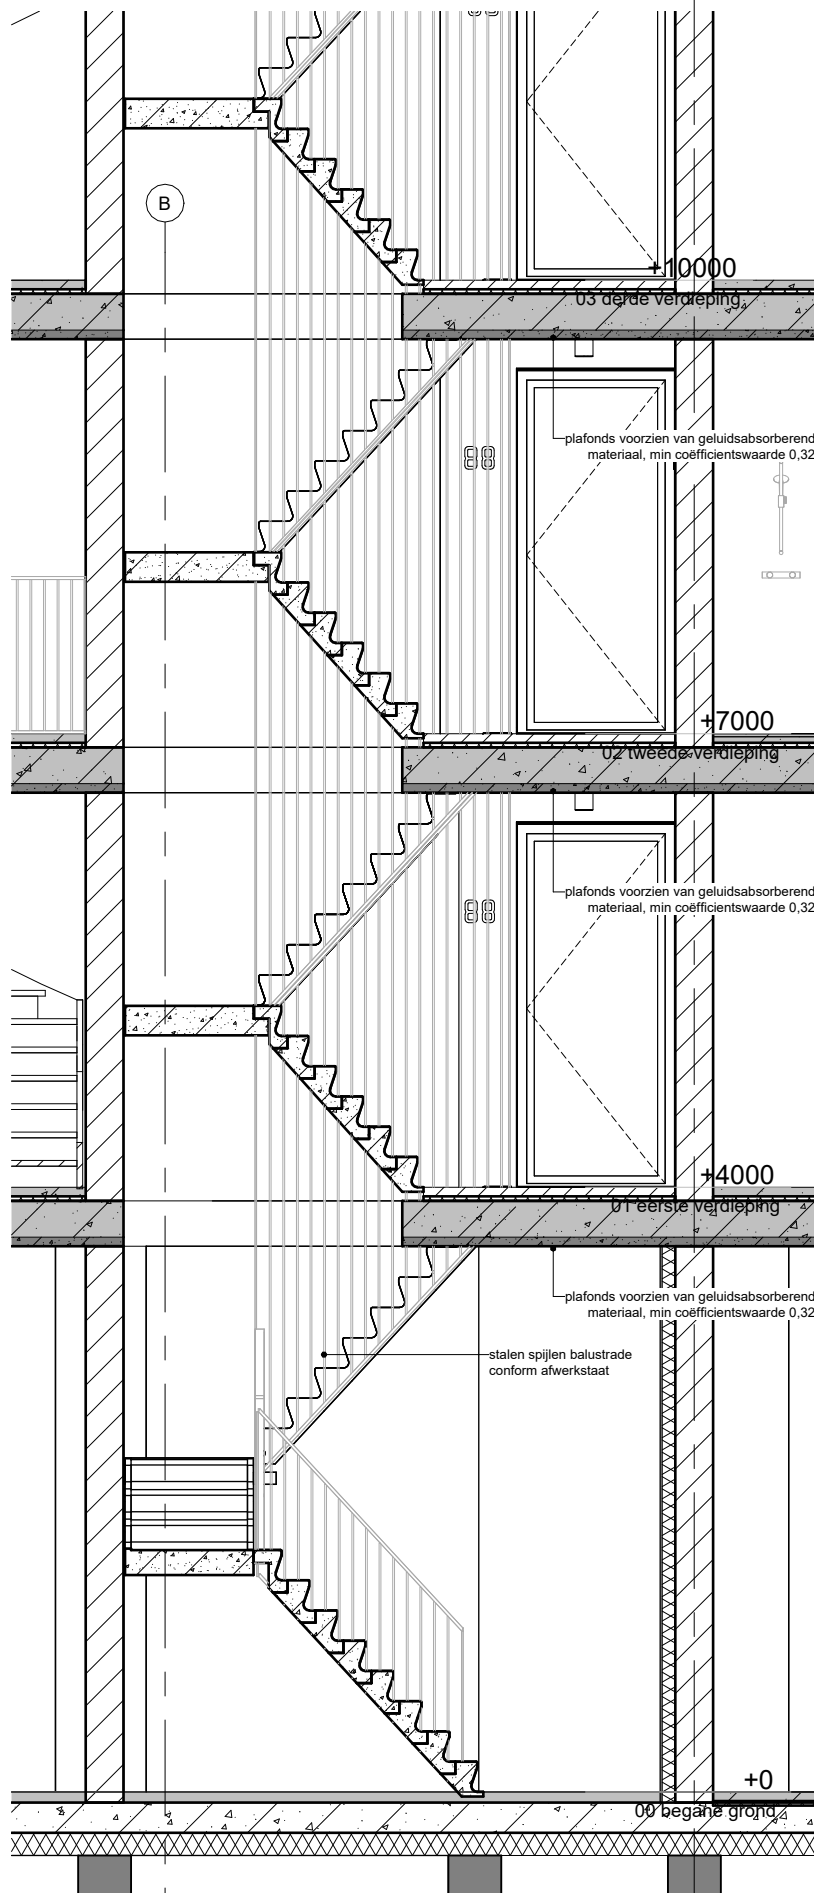 B
+10000
03 derde verdieping
plafonds voorzien van geluidsabsorberend
materiaal, min coëfficientswaarde 0,32
+7000
02 tweede verdieping
plafonds voorzien van geluidsabsorberend
materiaal, min coëfficientswaarde 0,32
+4000
01 eerste verdieping
plafonds voorzien van geluidsabsorberend
materiaal, min coëfficientswaarde 0,32
stalen spijlen balustrade
conform afwerkstaat
+0
00 begane grond